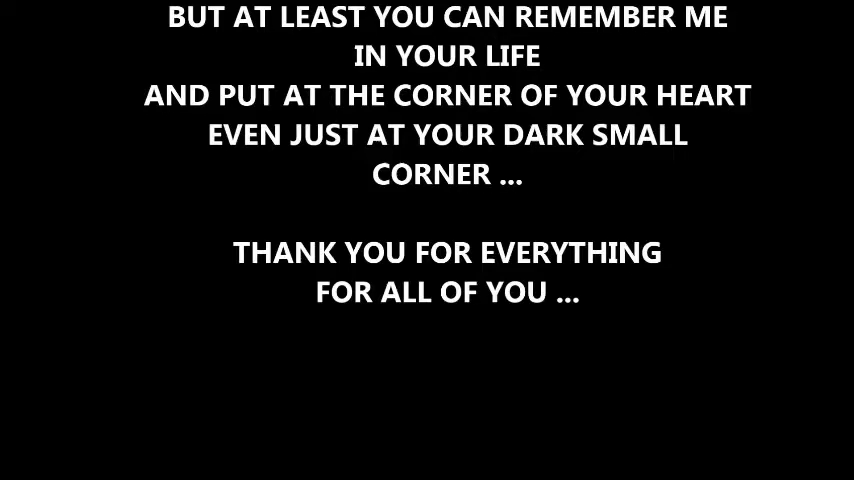 BUT AT LEAST YOU CAN REMEMBER ME
IN YOUR LIFE
AND PUT AT THE CORNER OF YOUR HEART
EVEN JUST AT YOUR DARK SMALL
CORNER ...
THANK YOU FOR EVERYTHING
FOR ALL OF YOU ...